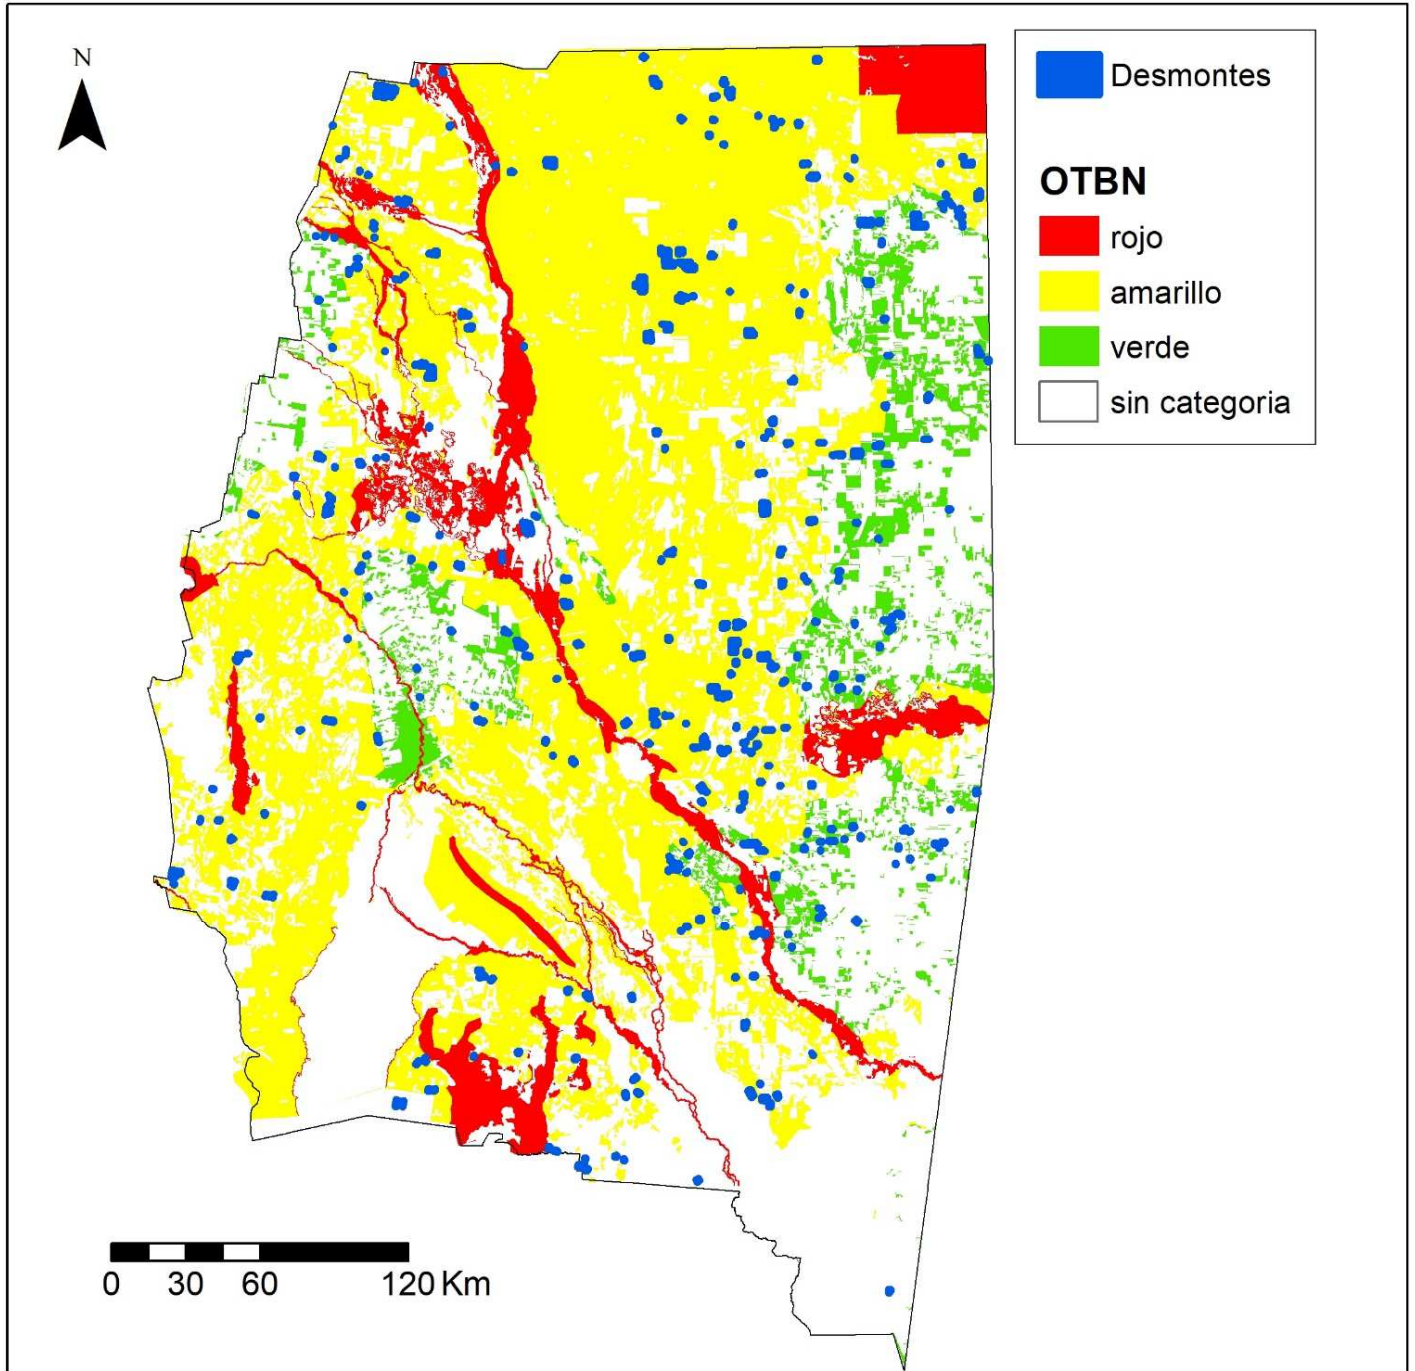 N
Desmontes
OTBN
rojo
amarillo
verde
sin categoria
0 30 60 120 Km